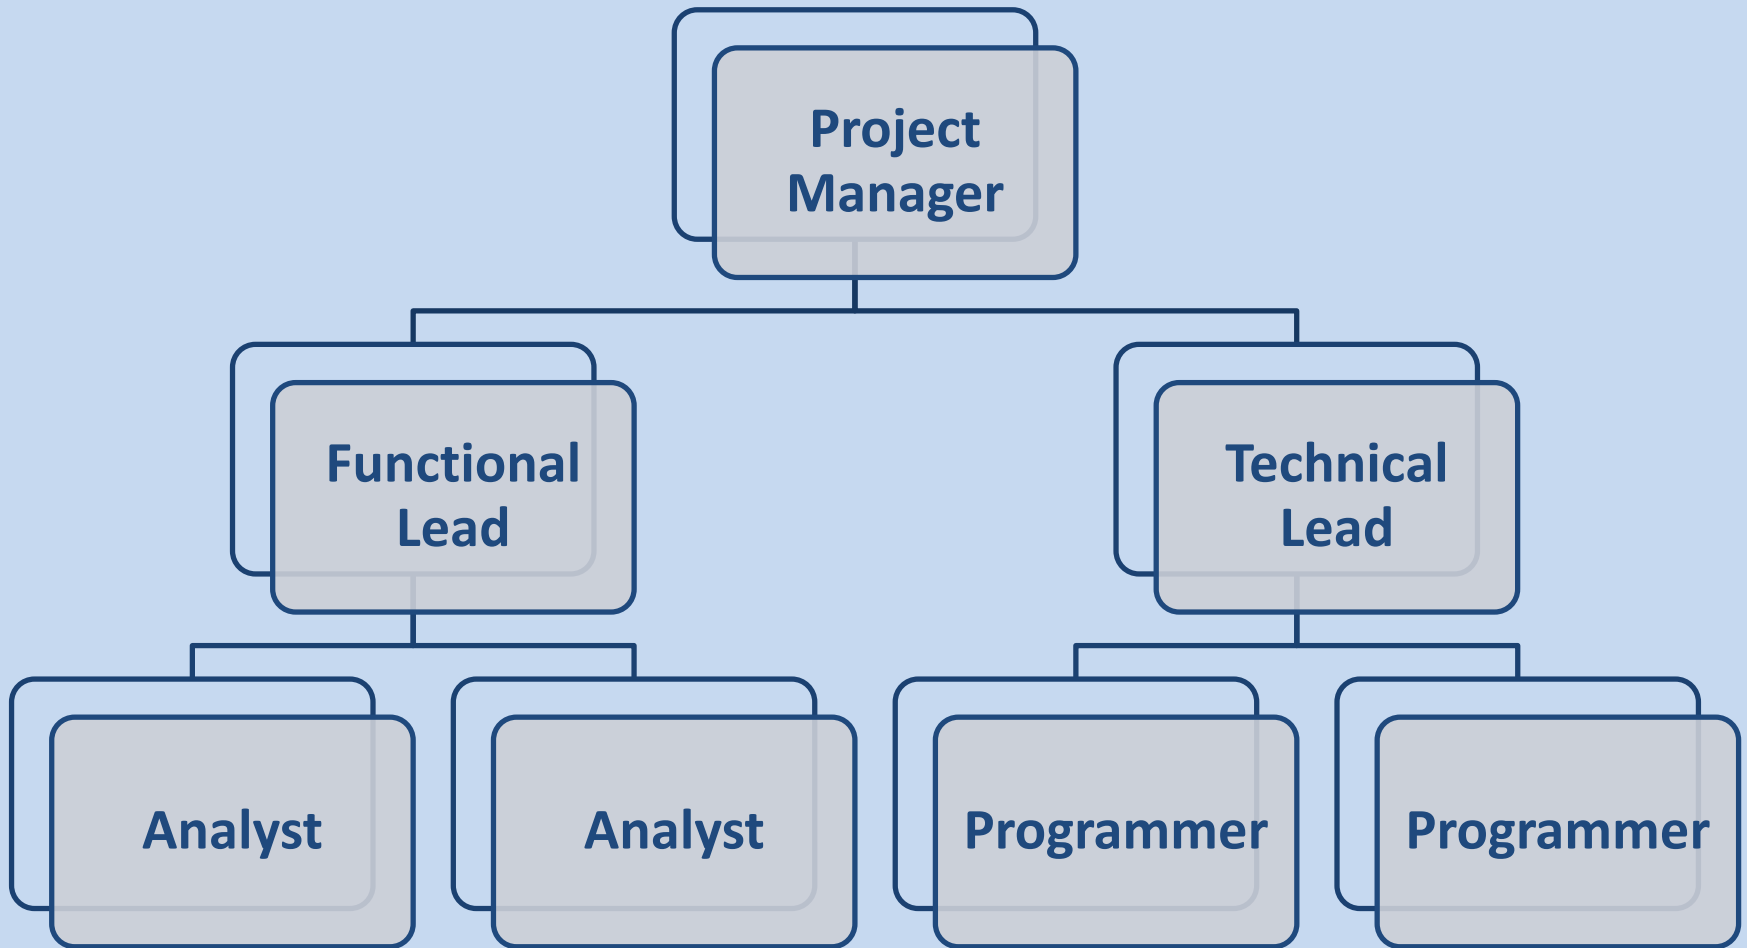 Project
Manager
Functional
Lead
Technical
Lead
Analyst
Analyst
Programmer
Programmer